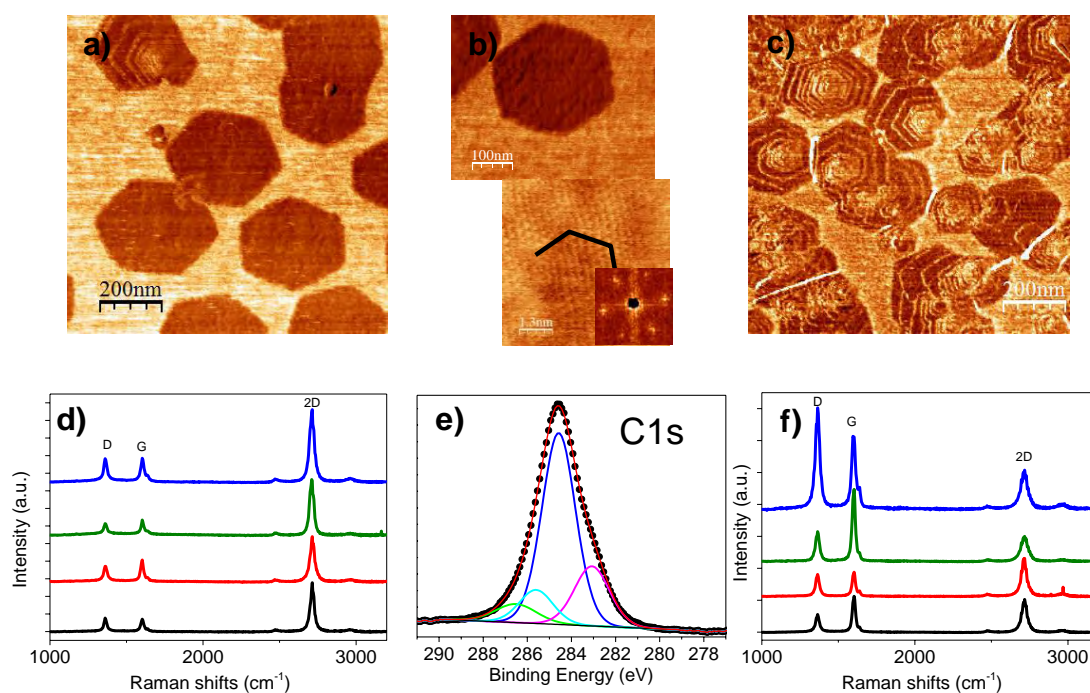 a)
200nm
b)
100nm
1.3nm
c)
200nm
d)
D
G
2D
Intensity (a.u.)
1000
2000
3000
Raman shifts (cm⁻¹)
e)
C1s
290
288
286
284
282
280
278
Binding Energy (eV)
f)
D
G
2D
Intensity (a.u.)
1000
2000
3000
Raman shifts (cm⁻¹)